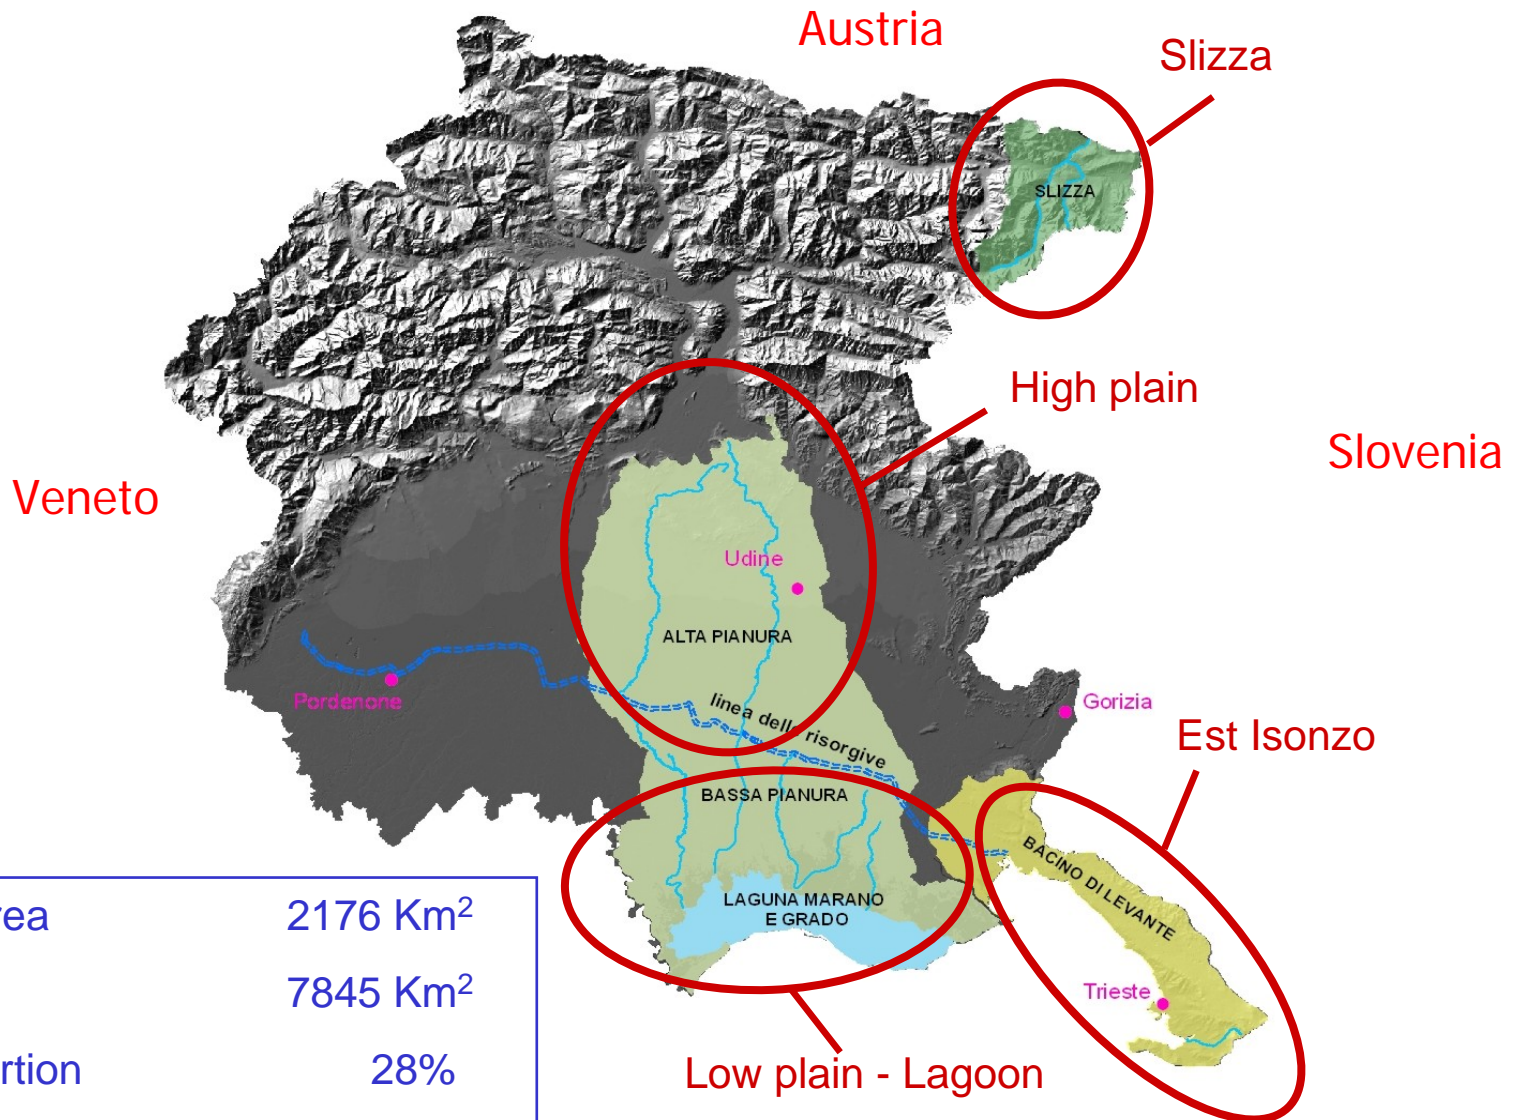 Austria
Slizza
SLIZZA
High plain
Slovenia
Veneto
Udine
ALTA PIANURA
Pordenone
linea delle risorgive
Gorizia
Est Isonzo
BASSA PIANURA
BACINO DI LEVANTE
LAGUNA MARANO
E GRADO
Trieste
Low plain - Lagoon
2176 Km²
7845 Km²
28%